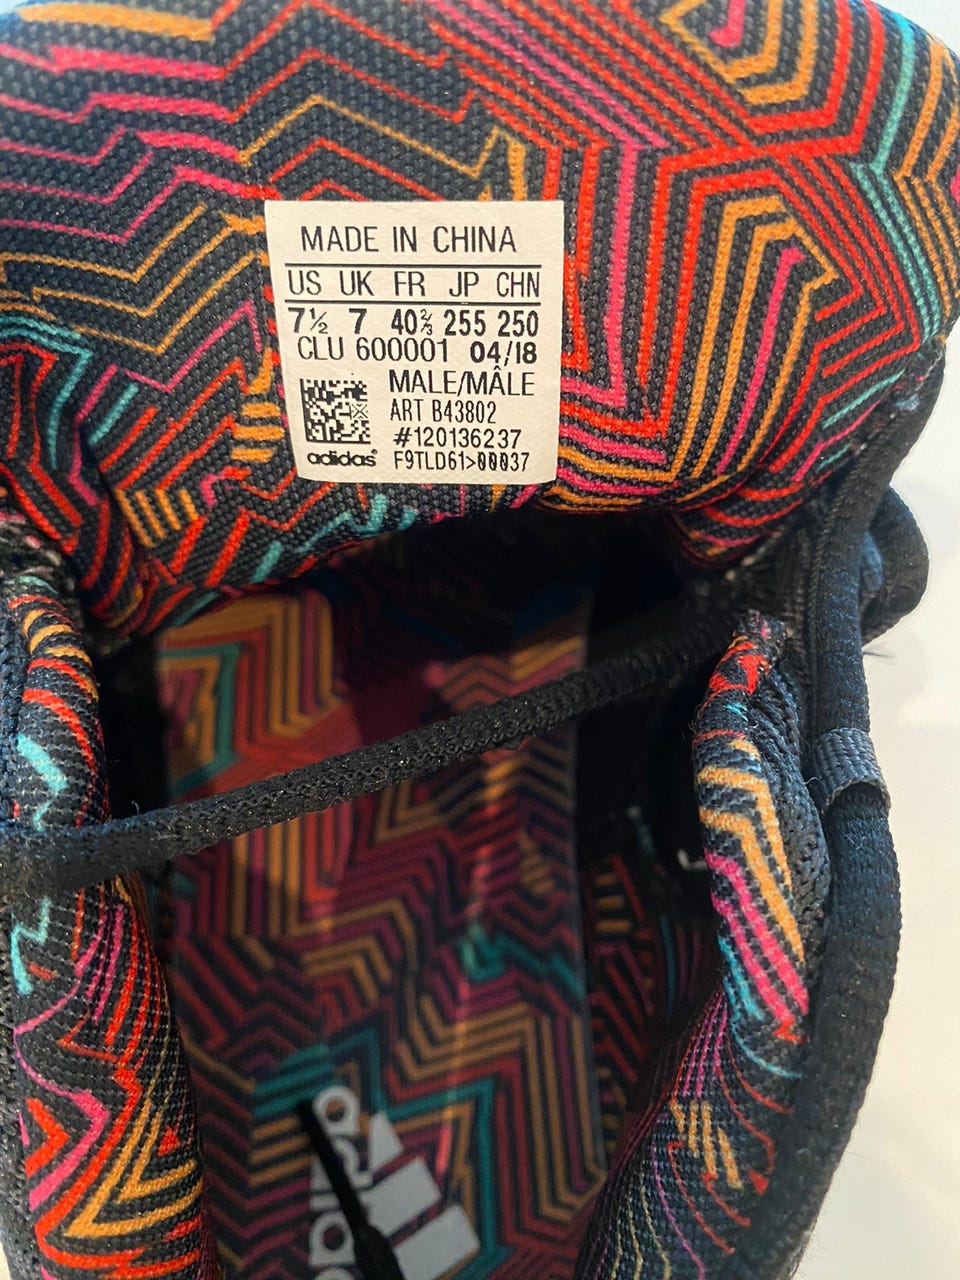 MADE IN CHINA
US UK FR JP CHN
7½ 7 40⅔ 255 250
CLU 600001 04/18
MALE/MÂLE
ART B43802
#120136237
adidas® F9TLD61>00037